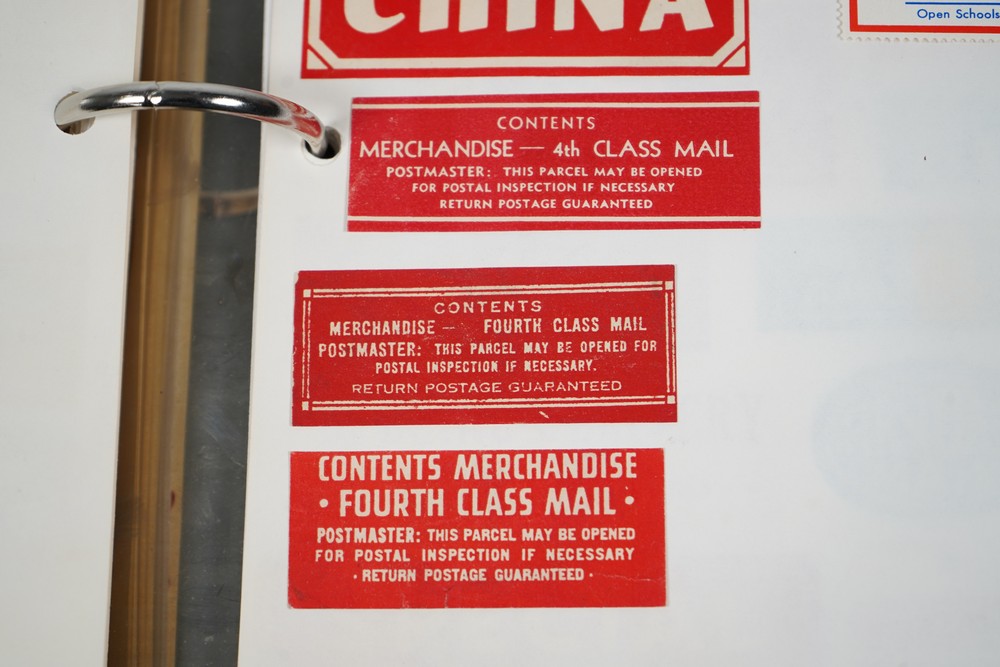 CHINA
Open Schools
CONTENTS
MERCHANDISE — 4th CLASS MAIL
POSTMASTER: THIS PARCEL MAY BE OPENED
FOR POSTAL INSPECTION IF NECESSARY
RETURN POSTAGE GUARANTEED
CONTENTS
MERCHANDISE — FOURTH CLASS MAIL
POSTMASTER: THIS PARCEL MAY BE OPENED FOR
POSTAL INSPECTION IF NECESSARY.
RETURN POSTAGE GUARANTEED
CONTENTS MERCHANDISE
• FOURTH CLASS MAIL •
POSTMASTER: THIS PARCEL MAY BE OPENED
FOR POSTAL INSPECTION IF NECESSARY
• RETURN POSTAGE GUARANTEED •